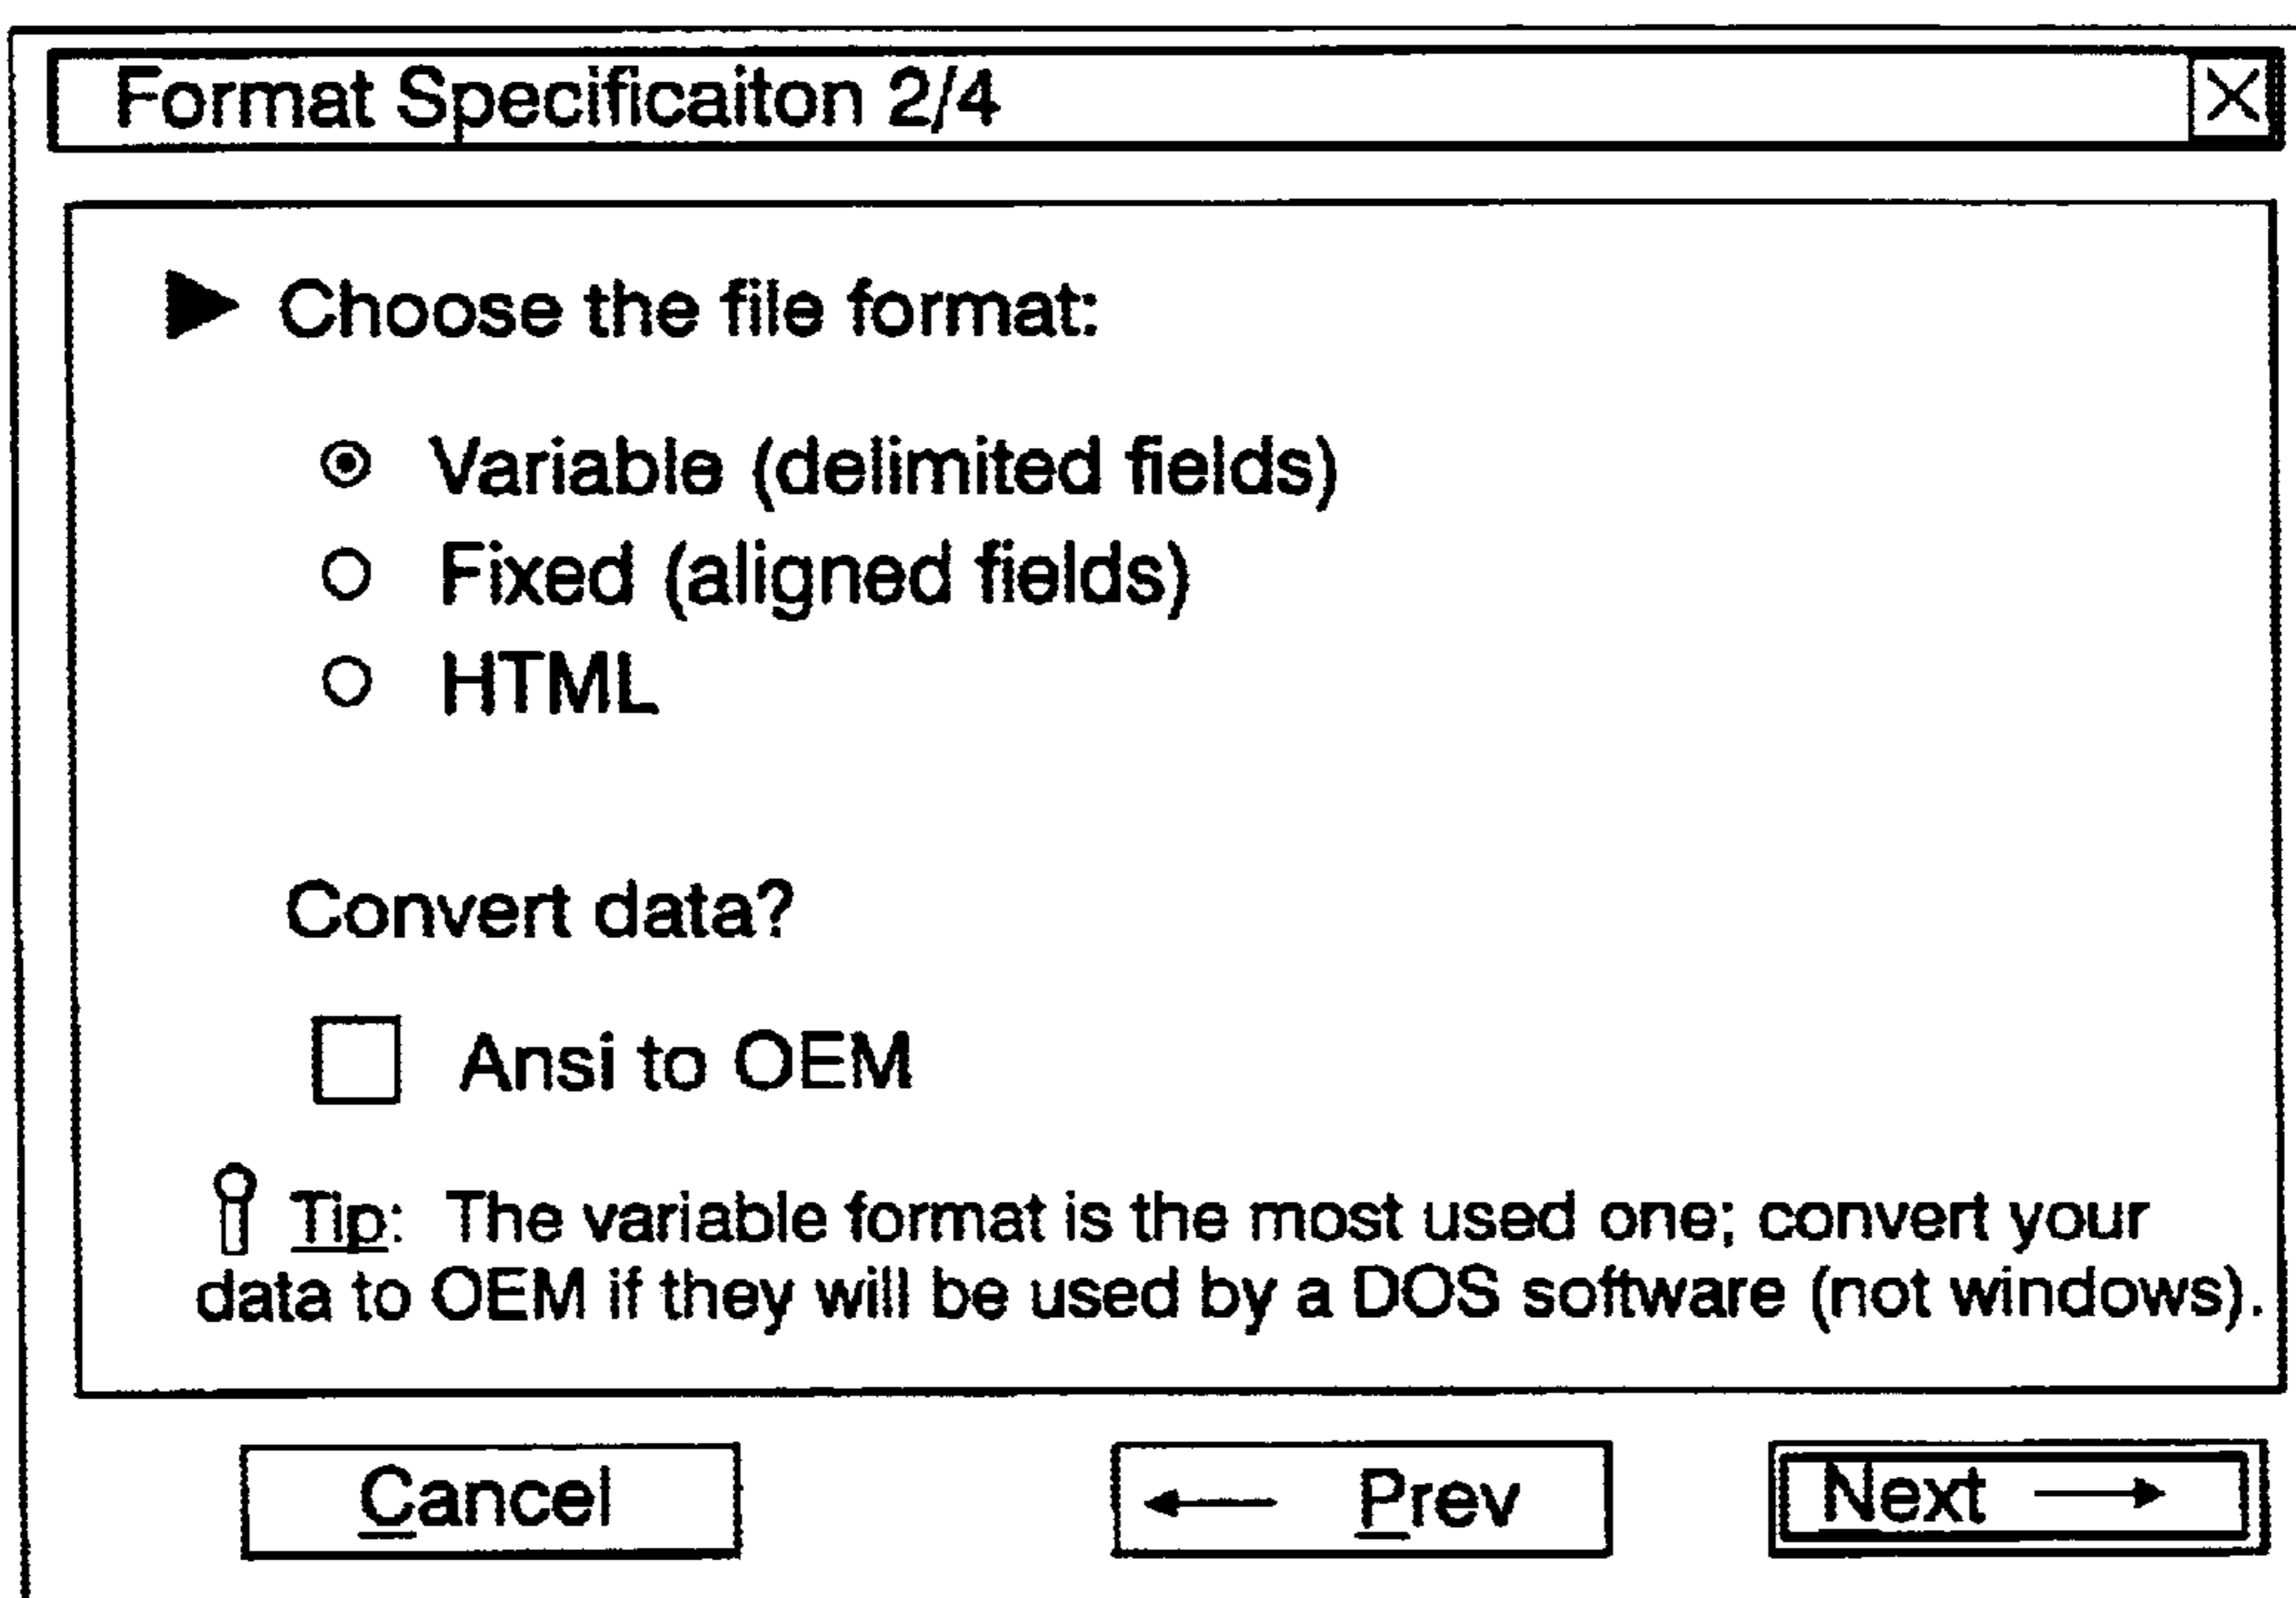 Format Specificaiton 2/4
Choose the file format:
Variable (delimited fields)
Fixed (aligned fields)
HTML
Convert data?
Ansi to OEM
Tip: The variable format is the most used one; convert your
data to OEM if they will be used by a DOS software (not windows).
Cancel
Prev
Next